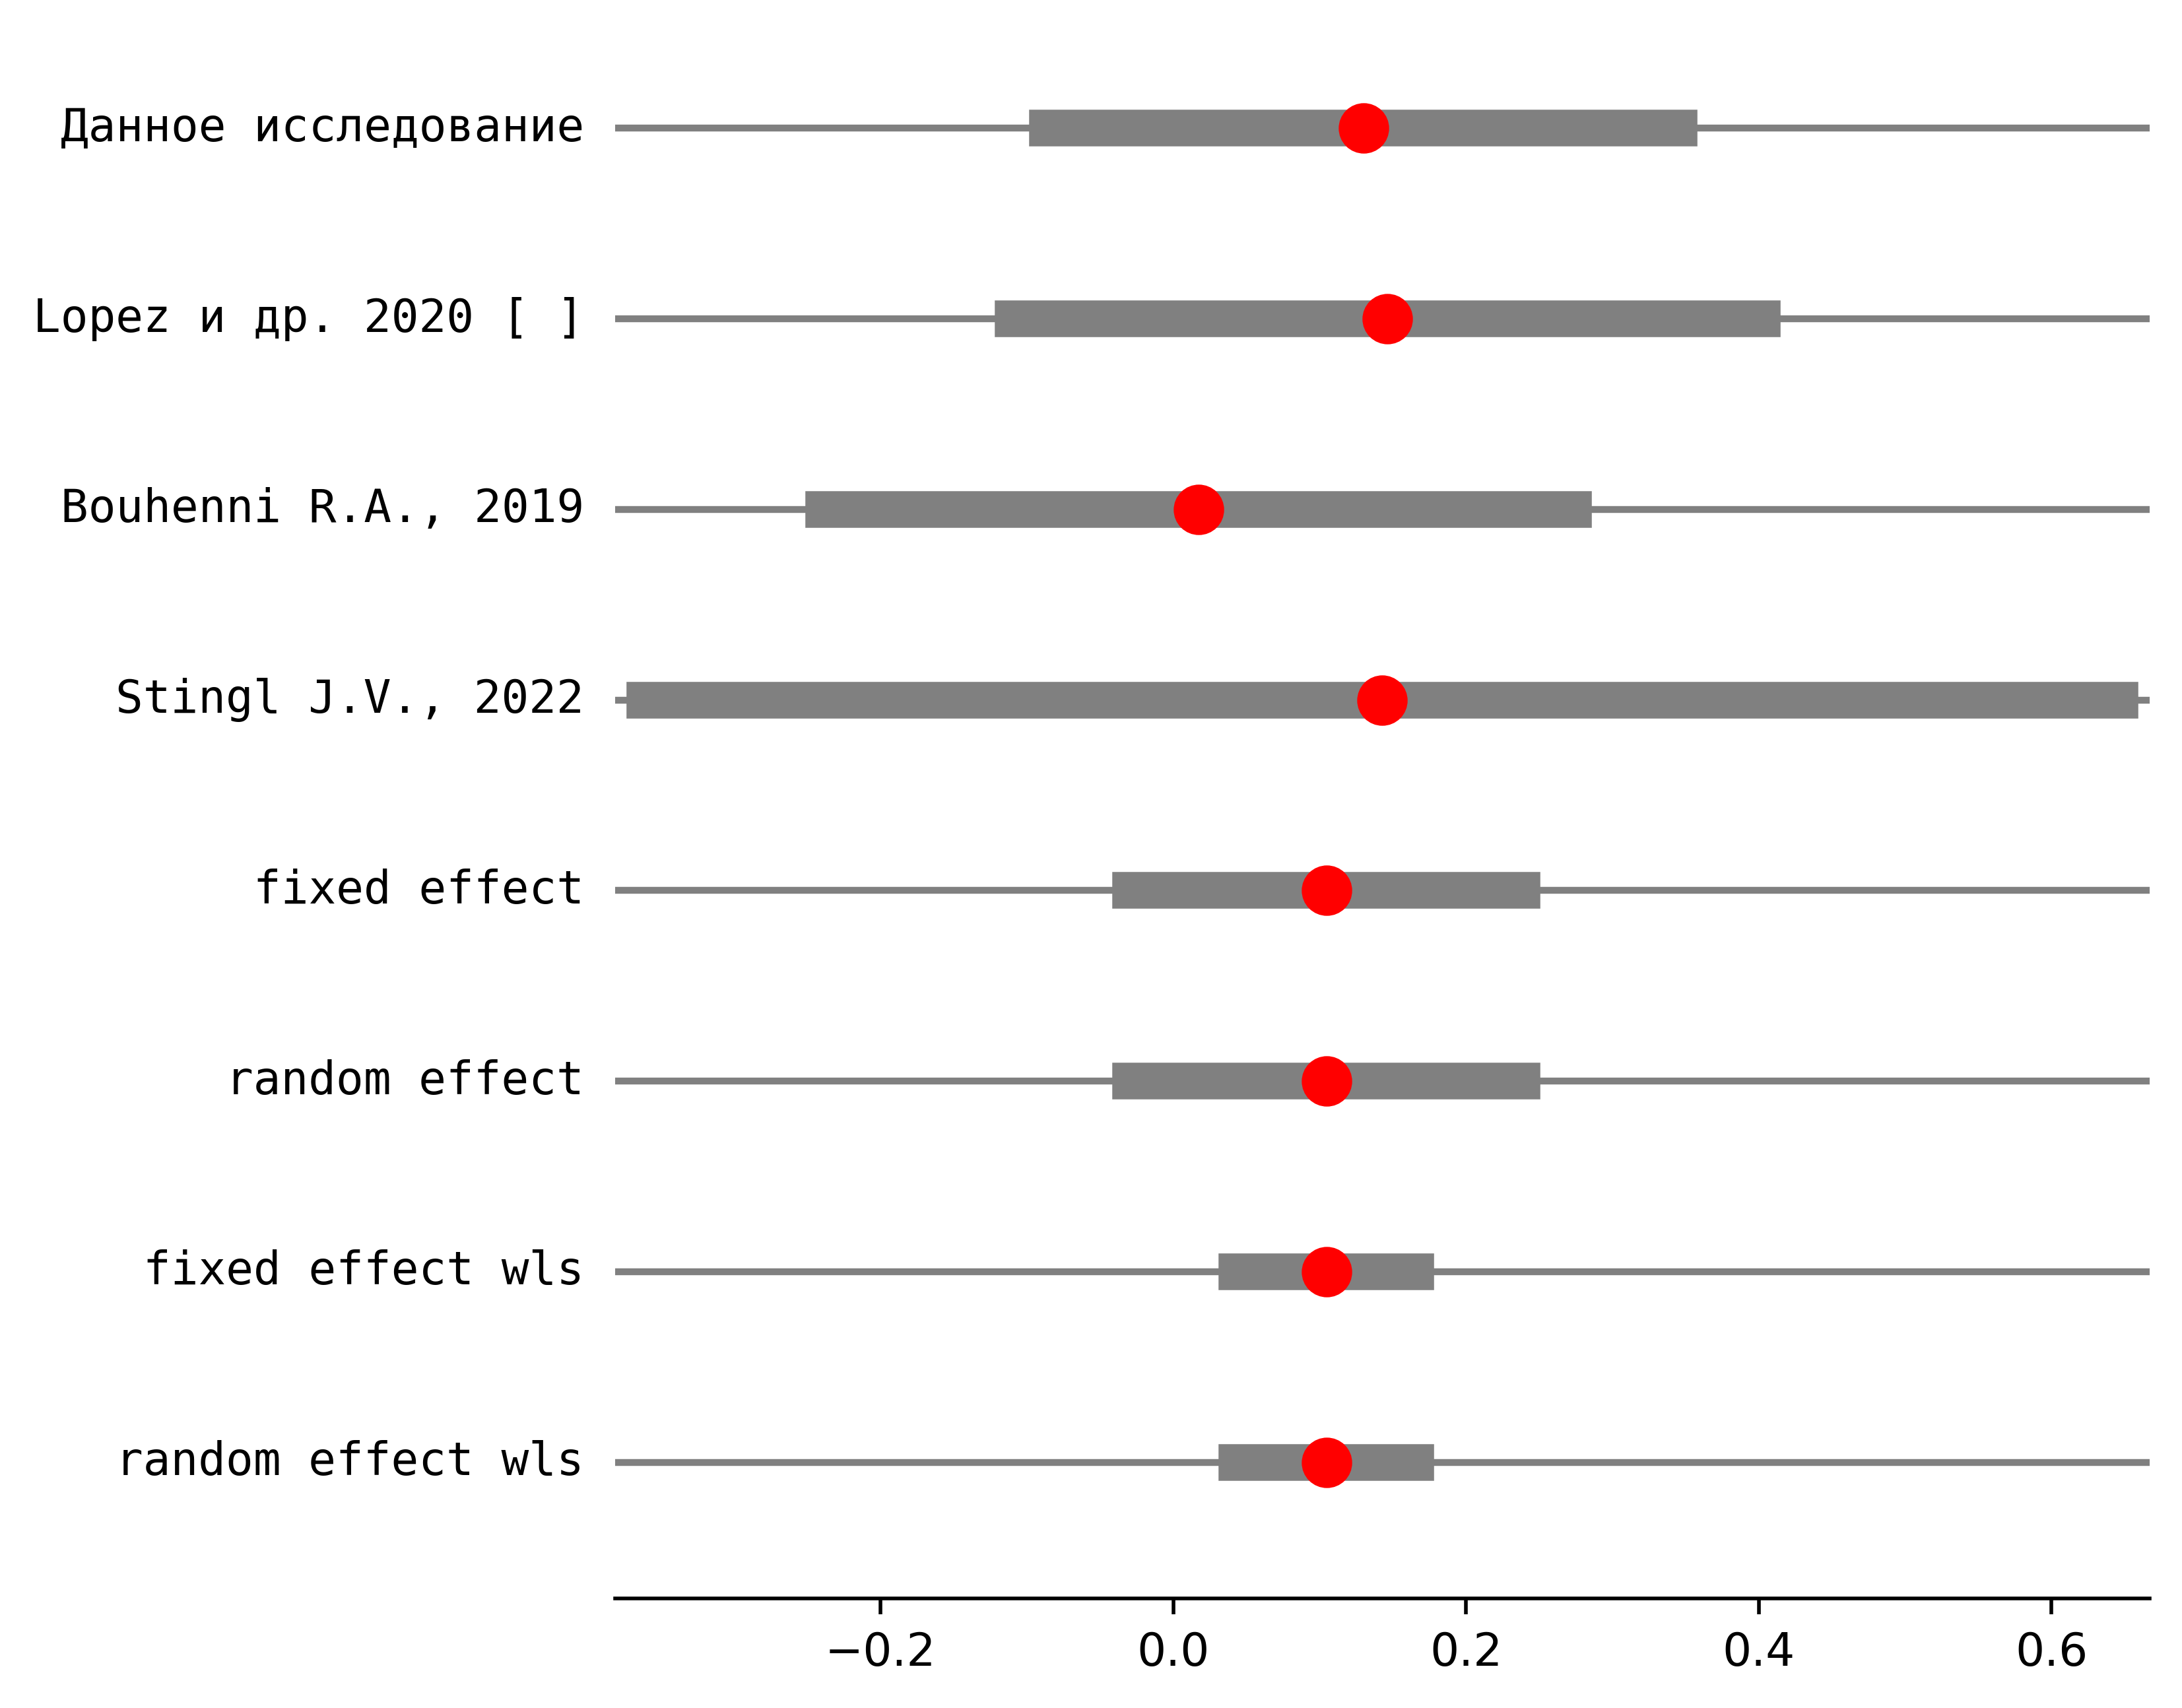 Данное исследование
Lopez и др. 2020 [ ]
Bouhenni R.A., 2019
Stingl J.V., 2022
fixed effect
random effect
fixed effect wls
random effect wls
−0.2 0.0 0.2 0.4 0.6